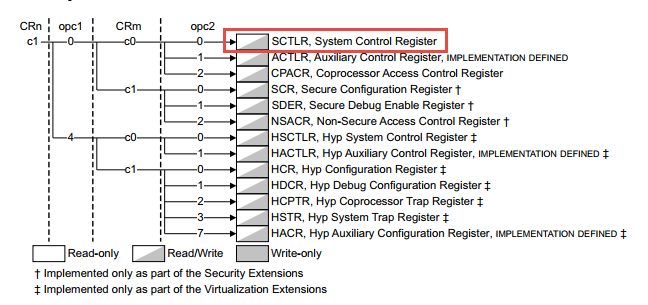 CRn opc1 CRm opc2
c1 0 c0 0 SCTLR, System Control Register
1 ACTLR, Auxiliary Control Register, IMPLEMENTATION DEFINED
2 CPACR, Coprocessor Access Control Register
c1 0 SCR, Secure Configuration Register †
1 SDER, Secure Debug Enable Register †
2 NSACR, Non-Secure Access Control Register †
4 c0 0 HSCTLR, Hyp System Control Register ‡
1 HACTLR, Hyp Auxiliary Control Register, IMPLEMENTATION DEFINED ‡
c1 0 HCR, Hyp Configuration Register ‡
1 HDCR, Hyp Debug Configuration Register ‡
2 HCPTR, Hyp Coprocessor Trap Register ‡
3 HSTR, Hyp System Trap Register ‡
7 HACR, Hyp Auxiliary Configuration Register, IMPLEMENTATION DEFINED ‡
Read-only Read/Write Write-only
† Implemented only as part of the Security Extensions
‡ Implemented only as part of the Virtualization Extensions